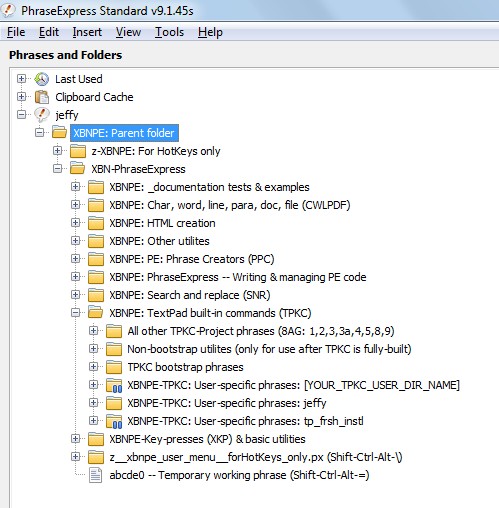 PhraseExpress Standard v9.1.45s
File Edit Insert View Tools Help
Phrases and Folders
Last Used
Clipboard Cache
jeffy
XBNPE: Parent folder
z-XBNPE: For HotKeys only
XBN-PhraseExpress
XBNPE: _documentation tests & examples
XBNPE: Char, word, line, para, doc, file (CWLPDF)
XBNPE: HTML creation
XBNPE: Other utilites
XBNPE: PE: Phrase Creators (PPC)
XBNPE: PhraseExpress -- Writing & managing PE code
XBNPE: Search and replace (SNR)
XBNPE: TextPad built-in commands (TPKC)
All other TPKC-Project phrases (8AG: 1,2,3,3a,4,5,8,9)
Non-bootstrap utilites (only for use after TPKC is fully-built)
TPKC bootstrap phrases
XBNPE-TPKC: User-specific phrases: [YOUR_TPKC_USER_DIR_NAME]
XBNPE-TPKC: User-specific phrases: jeffy
XBNPE-TPKC: User-specific phrases: tp_frsh_instl
XBNPE-Key-presses (XKP) & basic utilities
z__xbnpe_user_menu__forHotKeys_only.px (Shift-Ctrl-Alt-\)
abcde0 -- Temporary working phrase (Shift-Ctrl-Alt-=)